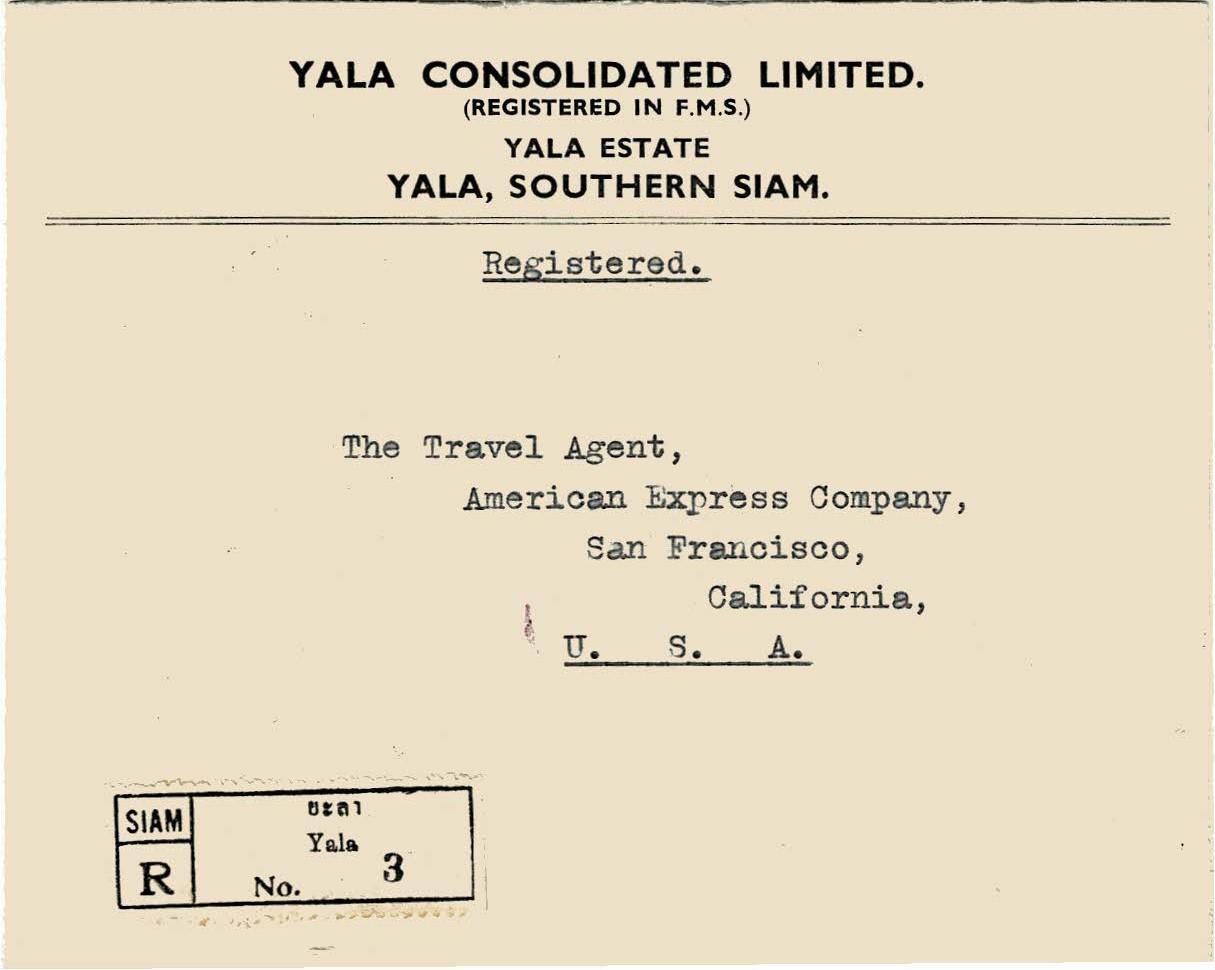 YALA CONSOLIDATED LIMITED.
(REGISTERED IN F.M.S.)
YALA ESTATE
YALA, SOUTHERN SIAM.
Registered.
The Travel Agent,
American Express Company,
San Francisco,
California,
U. S. A.
SIAM
R
ยะลา
Yala
No. 3